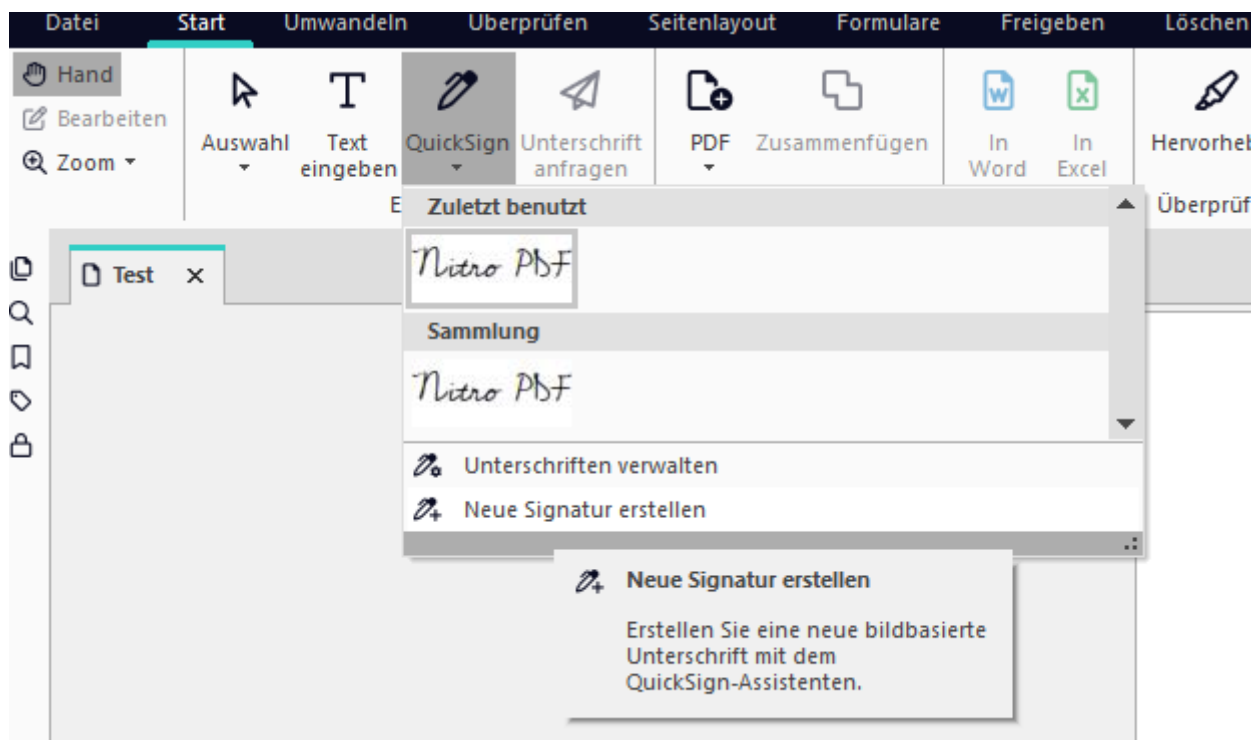 Datei Start Umwandeln Überprüfen Seitenlayout Formulare Freigeben Löschen
Hand
Bearbeiten
Zoom
Auswahl
Text eingeben
QuickSign
Unterschrift anfragen
PDF
Zusammenfügen
In Word
In Excel
Hervorheb
E
Überprüf
Test
Zuletzt benutzt
Nitro PDF
Sammlung
Nitro PDF
Unterschriften verwalten
Neue Signatur erstellen
Neue Signatur erstellen
Erstellen Sie eine neue bildbasierte
Unterschrift mit dem
QuickSign-Assistenten.